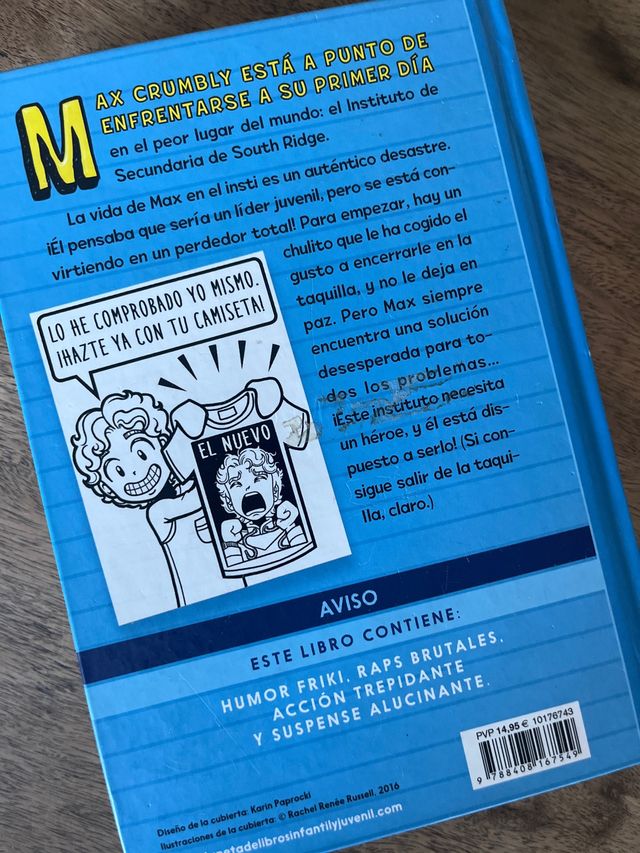 MAX CRUMBLY ESTÁ A PUNTO DE
ENFRENTARSE A SU PRIMER DÍA
en el peor lugar del mundo: el Instituto de
Secundaria de South Ridge.
La vida de Max en el insti es un auténtico desastre.
¡Él pensaba que sería un líder juvenil, pero se está con-
virtiendo en un perdedor total! Para empezar, hay un
chulito que le ha cogido el
gusto a encerrarle en la
taquilla, y no le deja en
paz. Pero Max siempre
encuentra una solución
desesperada para to-
dos los problemas...
¡Este instituto necesita
un héroe, y él está dis-
puesto a serlo! (Si con-
sigue salir de la taqui-
lla, claro.)
LO HE COMPROBADO YO MISMO.
¡HAZTE YA CON TU CAMISETA!
EL NUEVO
AVISO
ESTE LIBRO CONTIENE:
HUMOR FRIKI, RAPS BRUTALES,
ACCIÓN TREPIDANTE
Y SUSPENSE ALUCINANTE.
PVP 14,95 € 10176743
9 788408 167549
Diseño de la cubierta: Karin Paprocki
Ilustraciones de la cubierta: © Rachel Renée Russell, 2016
etadelibrosinfantilyjuvenil.com